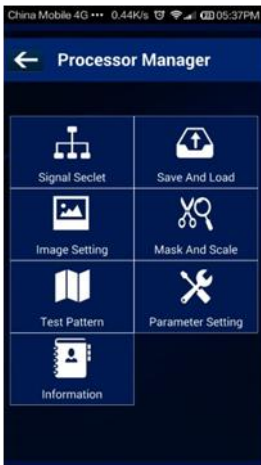 China Mobile 4G ••• 0.44K/s 05:37PM
Processor Manager
Signal Seclet
Save And Load
Image Setting
Mask And Scale
Test Pattern
Parameter Setting
Information